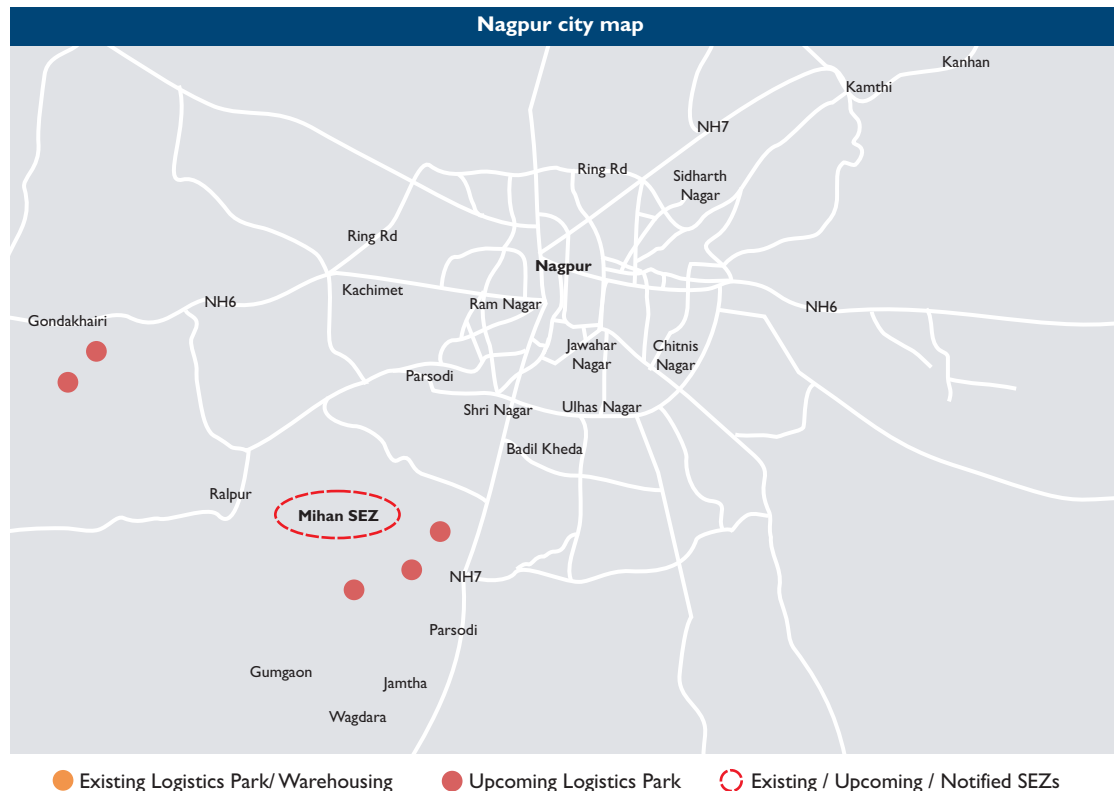 Nagpur city map
Kanhan
Kamthi
NH7
Ring Rd
Sidharth
Nagar
Ring Rd
Nagpur
Kachimet
NH6
Ram Nagar
NH6
Gondakhairi
Jawahar
Nagar
Chitnis
Nagar
Parsodi
Shri Nagar
Ulhas Nagar
Badil Kheda
Ralpur
Mihan SEZ
NH7
Parsodi
Gumgaon
Jamtha
Wagdara
Existing Logistics Park/ Warehousing
Upcoming Logistics Park
Existing / Upcoming / Notified SEZs